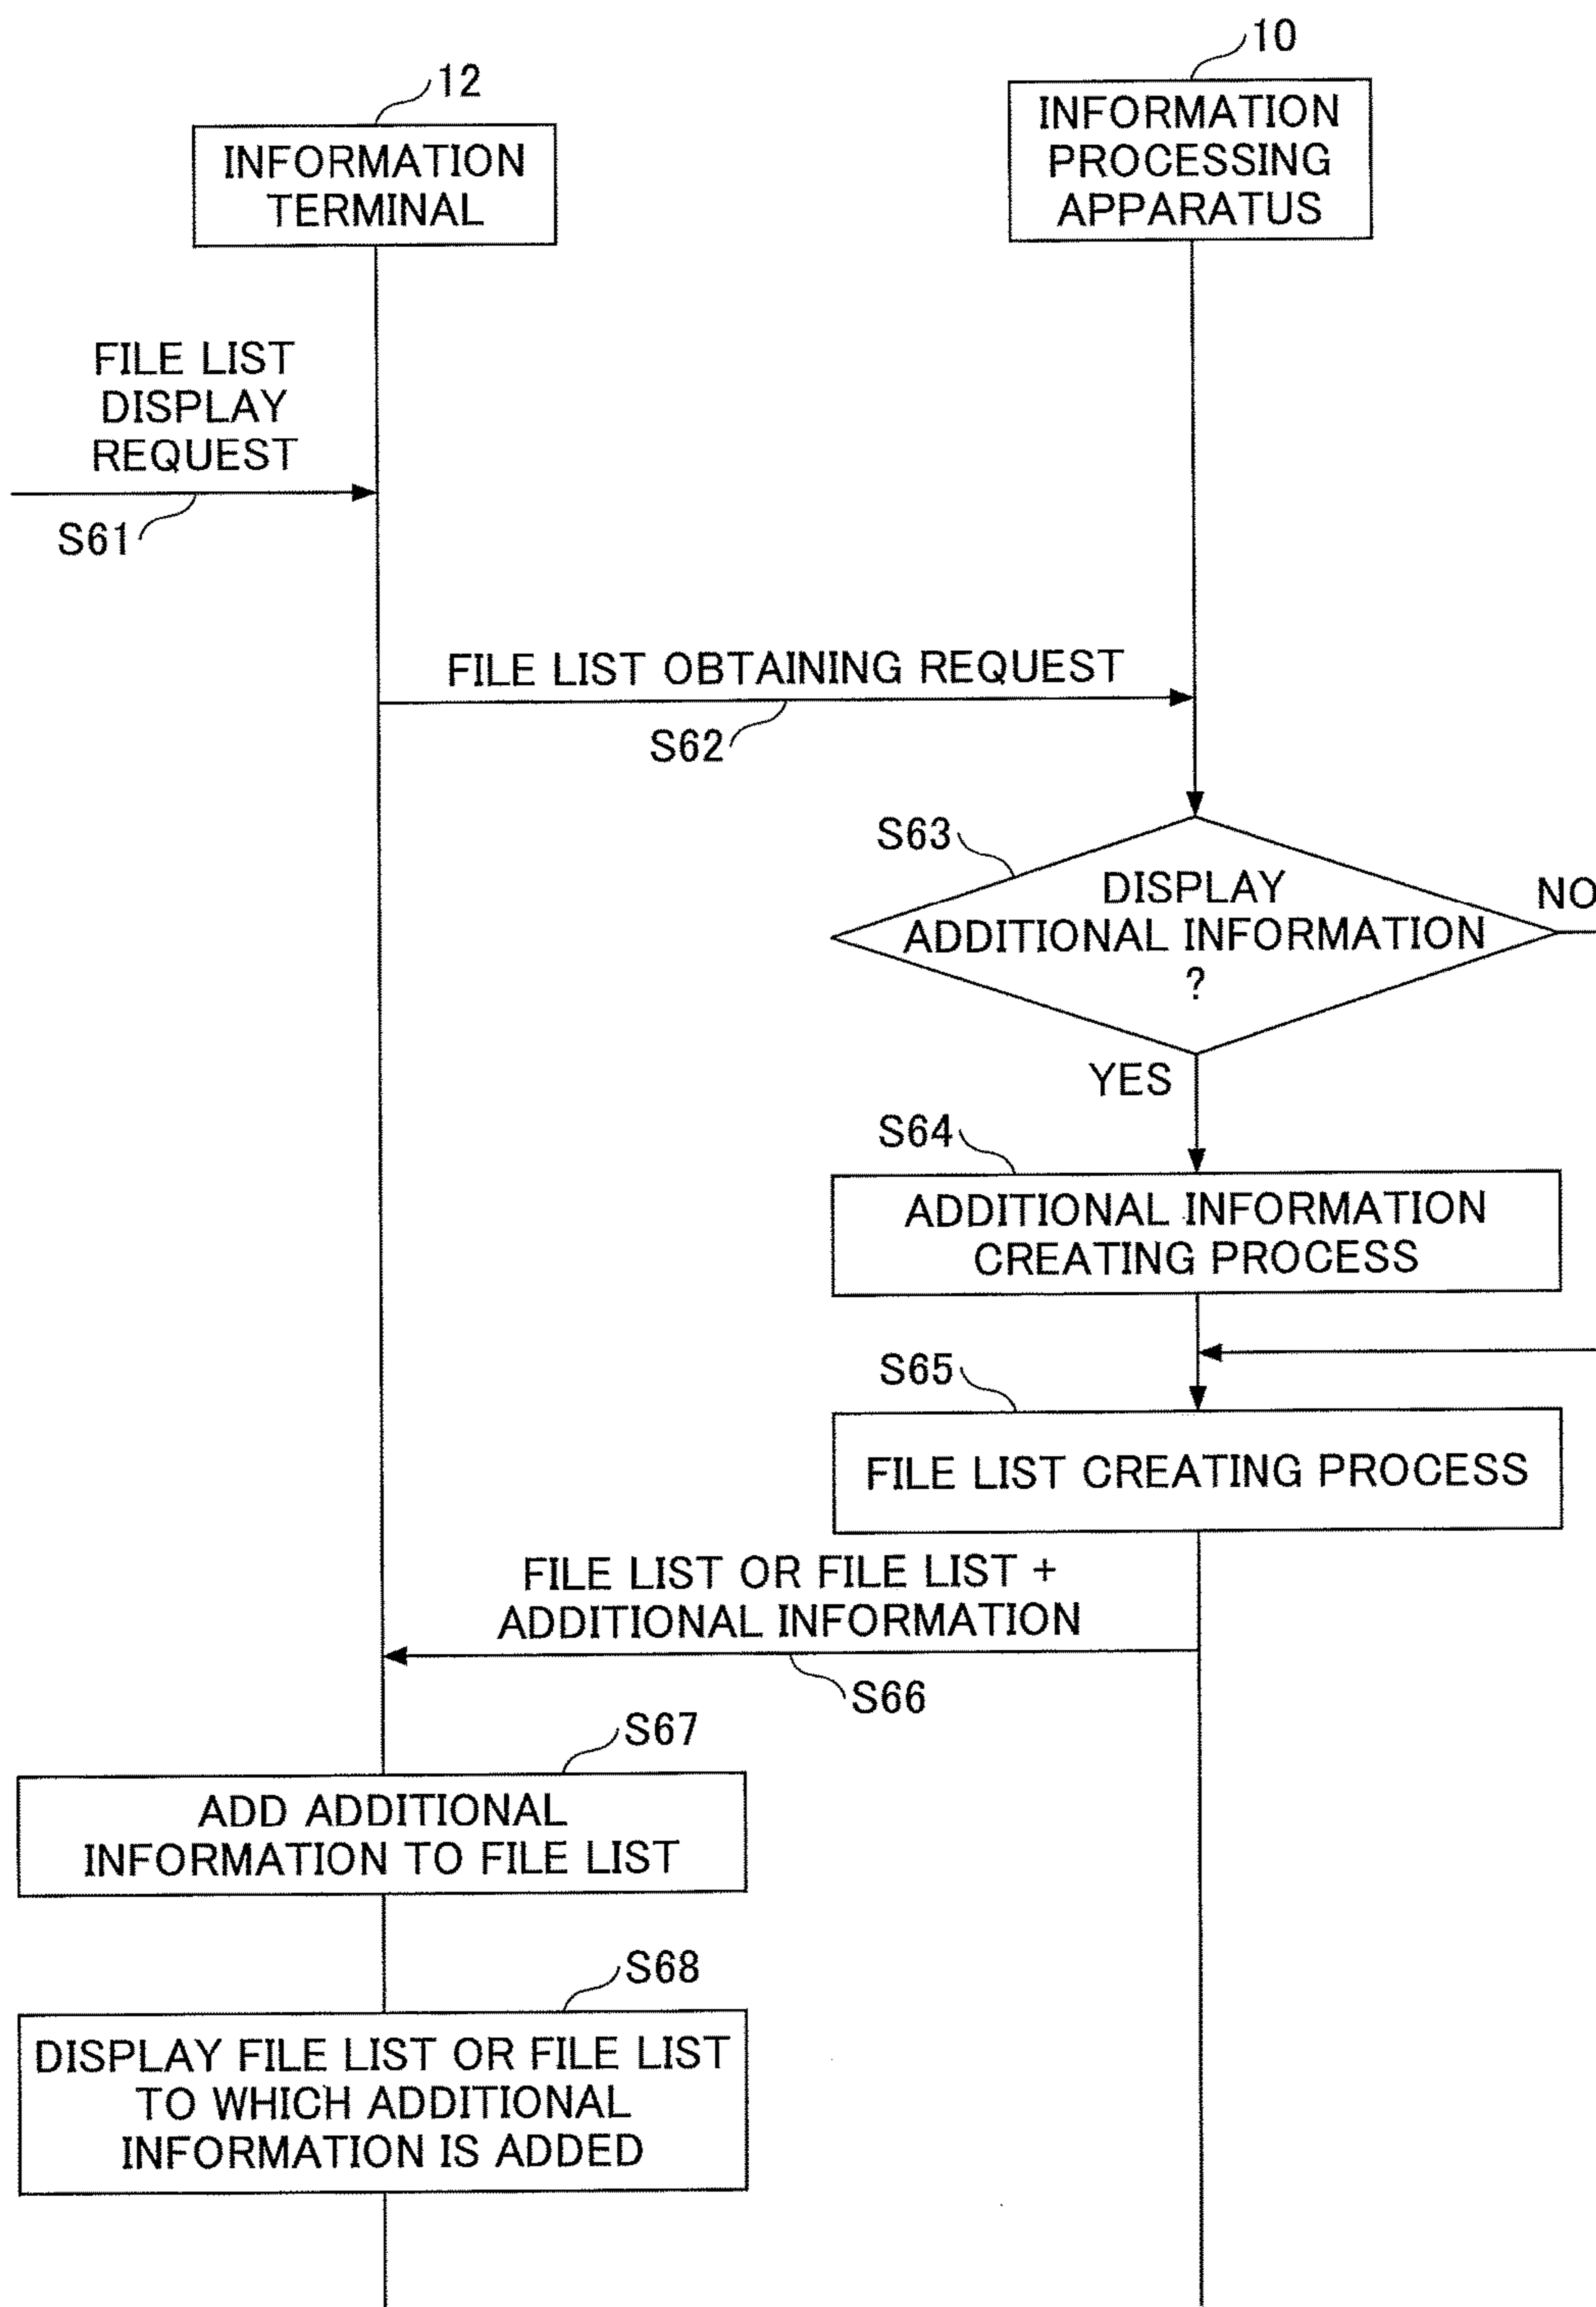 10
12
INFORMATION
TERMINAL
INFORMATION
PROCESSING
APPARATUS
FILE LIST
DISPLAY
REQUEST
S61
FILE LIST OBTAINING REQUEST
S62
S63
DISPLAY
ADDITIONAL INFORMATION
?
NO
YES
S64
ADDITIONAL INFORMATION
CREATING PROCESS
S65
FILE LIST CREATING PROCESS
FILE LIST OR FILE LIST +
ADDITIONAL INFORMATION
S66
S67
ADD ADDITIONAL
INFORMATION TO FILE LIST
S68
DISPLAY FILE LIST OR FILE LIST
TO WHICH ADDITIONAL
INFORMATION IS ADDED